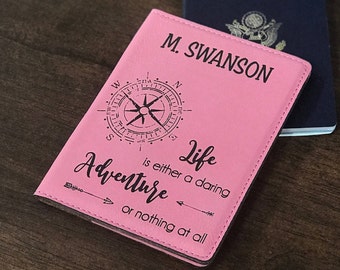 M. SWANSON
N
W E
S
Life
is either a daring
Adventure
or nothing at all